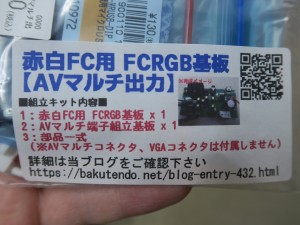 赤白FC用 FCRGB基板
【AVマルチ出力】
■組立キット内容■
1：赤白FC用 FCRGB基板 x 1
2：AVマルチ端子組立基板 x 1
3：部品一式
(※AVマルチコネクタ、VGAコネクタは付属しません)
詳細は当ブログをご確認下さい
https://bakutendo.net/blog-entry-432.html